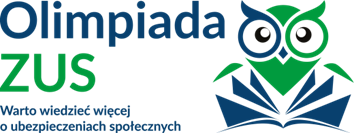 Olimpiada
ZUS
Warto wiedzieć więcej
o ubezpieczeniach społecznych